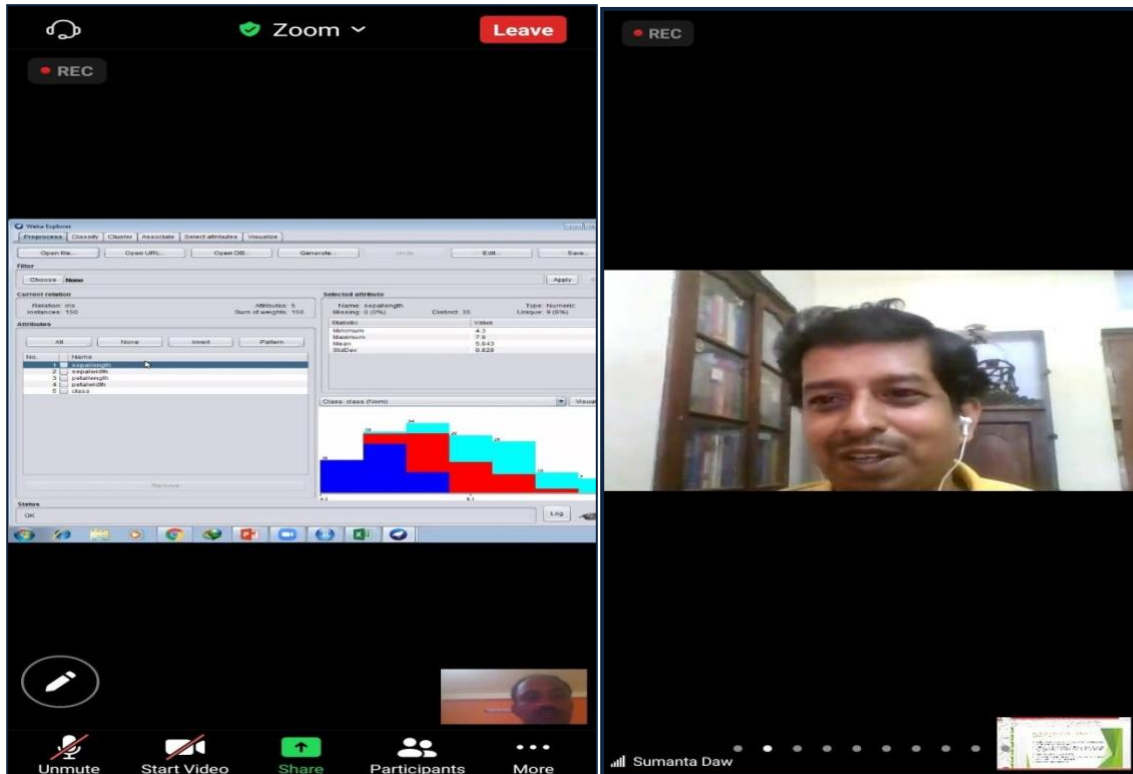 Zoom
Leave
REC
Weka Explorer
Preprocess Classify Cluster Associate Select attributes Visualize
Open file... Open URL... Open DB... Generate... Undo Edit... Save...
Filter
Choose None Apply
Current relation
Relation: iris Attributes: 5
Instances: 150 Sum of weights: 150
Attributes
All None Invert Pattern
No. Name
1 sepallength
2 sepalwidth
3 petallength
4 petalwidth
5 class
Remove
Selected attribute
Name: sepallength Type: Numeric
Missing: 0 (0%) Distinct: 35 Unique: 9 (6%)
Statistic Value
Minimum 4.3
Maximum 7.9
Mean 5.843
StdDev 0.828
Class: class (Nom)
34
28
Status
OK
Log
Unmute Start Video Share Participants More
REC
Sumanta Daw